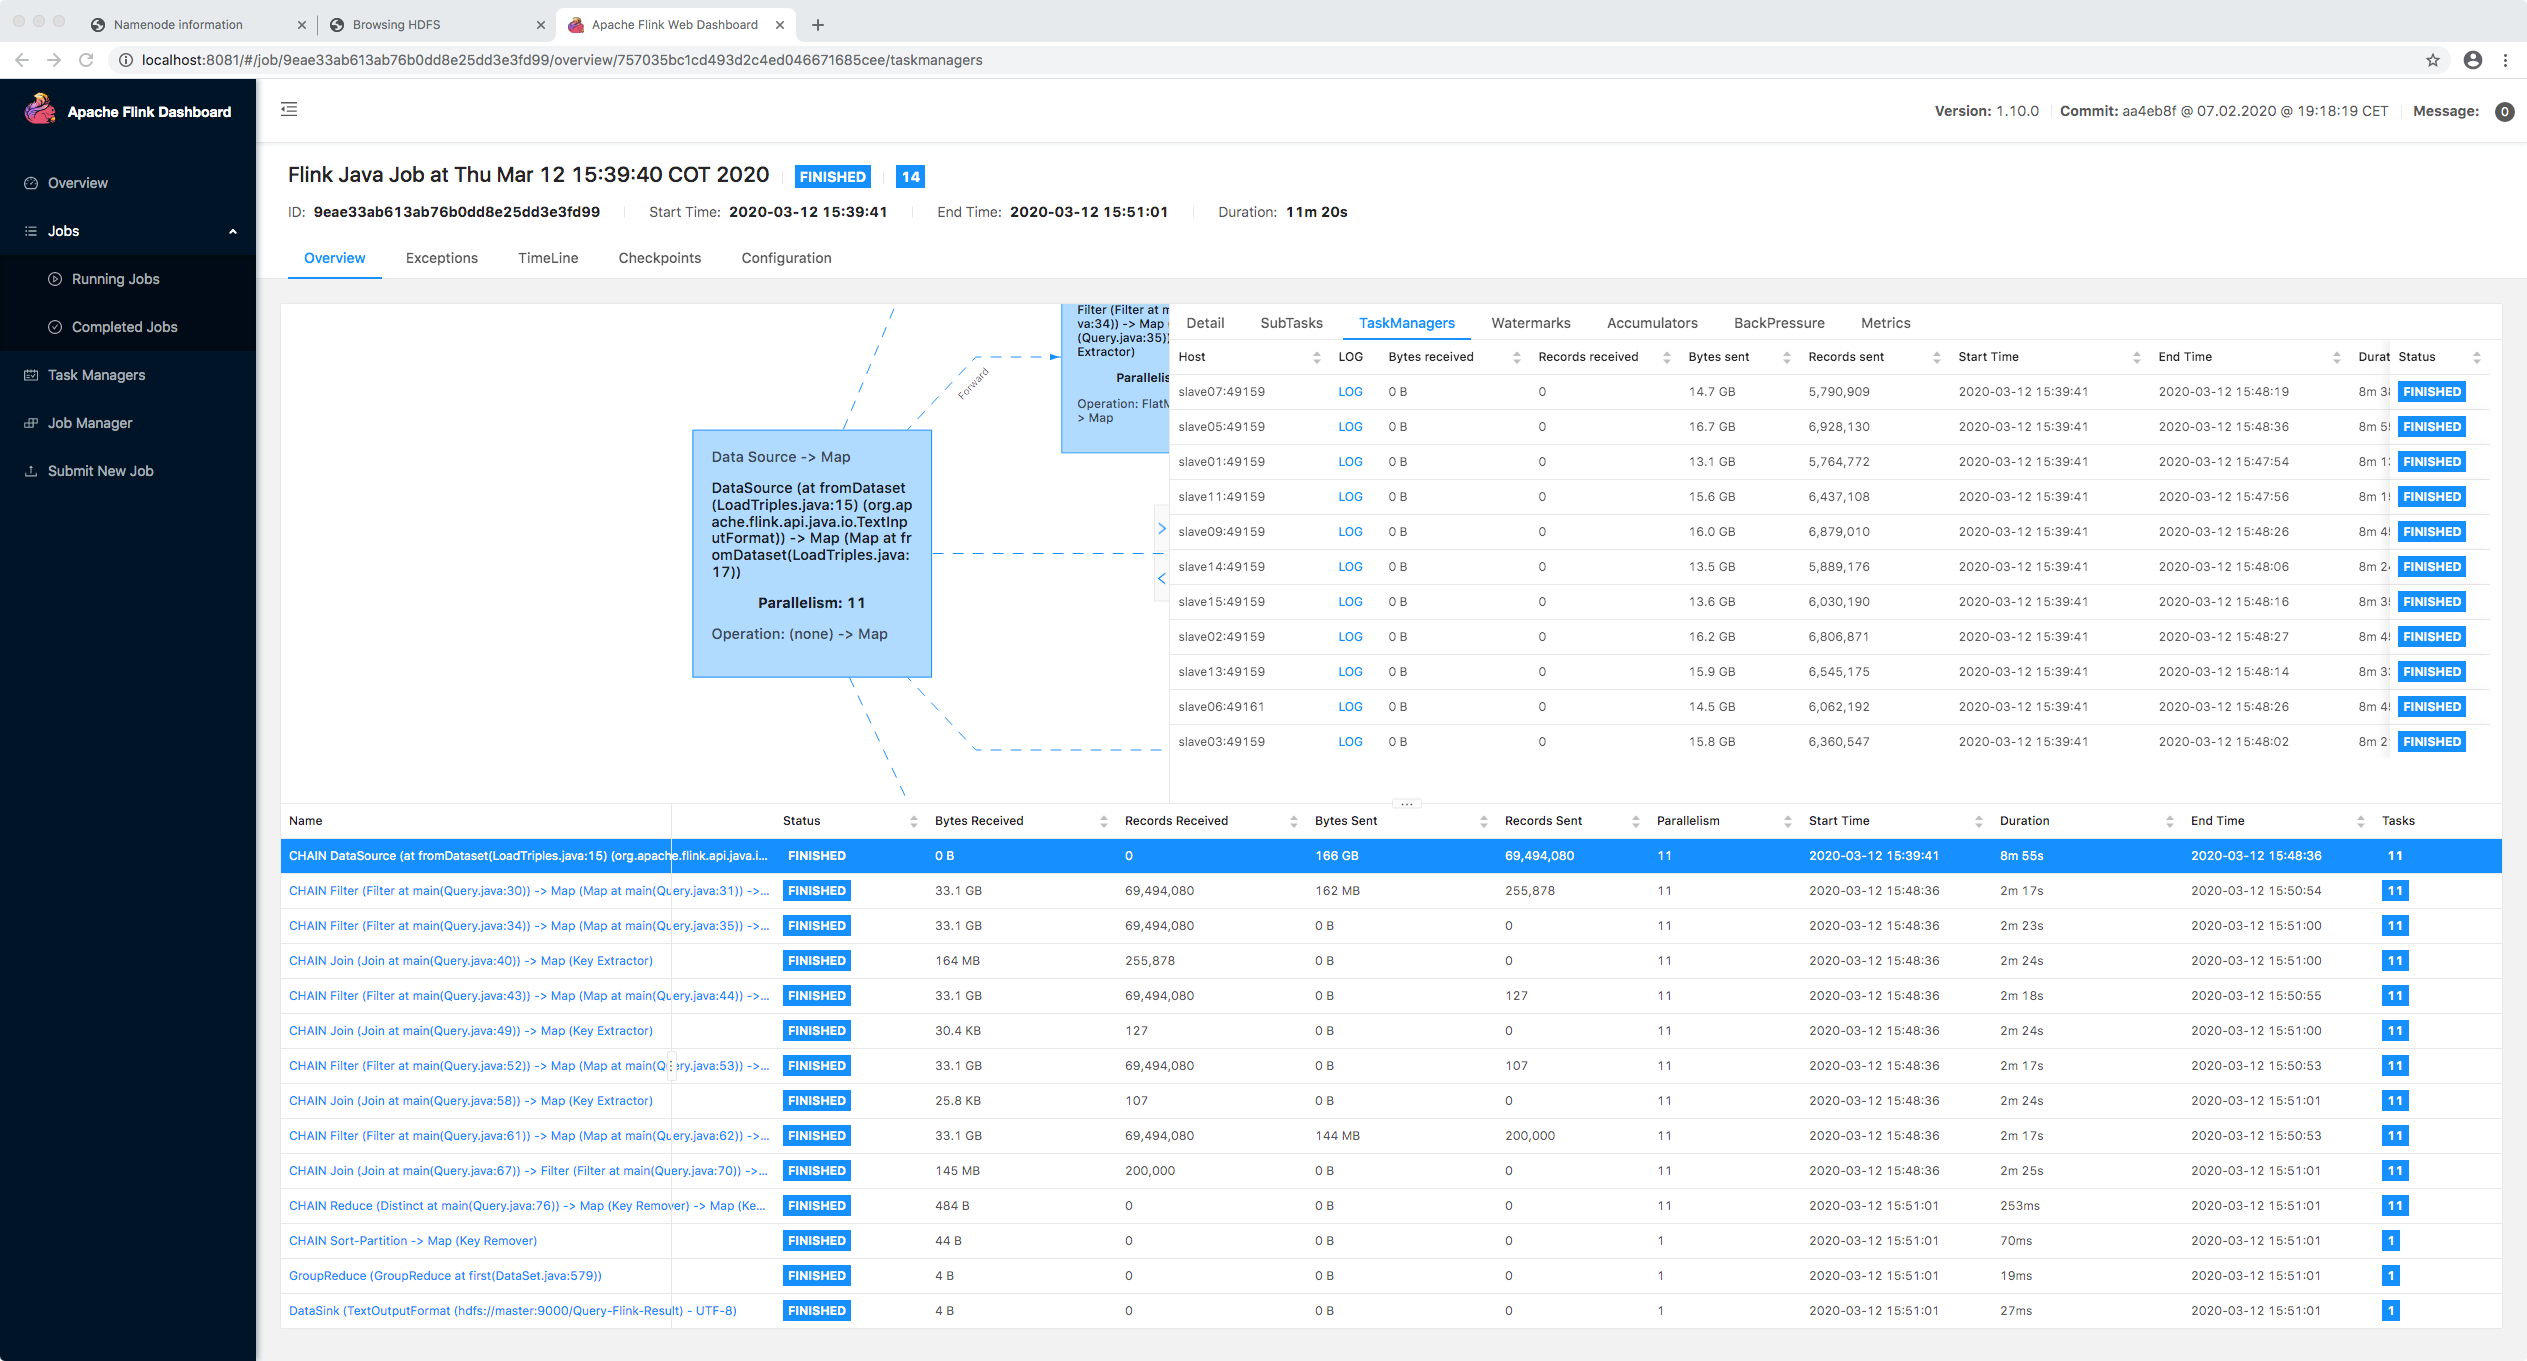 Namenode information
Browsing HDFS
Apache Flink Web Dashboard
localhost:8081/#/job/9eae33ab613ab76b0dd8e25dd3e3fd99/overview/757035bc1cd493d2c4ed046671685cee/taskmanagers
Apache Flink Dashboard
Version: 1.10.0 Commit: aa4eb8f @ 07.02.2020 @ 19:18:19 CET Message: 0
Overview
Jobs
Running Jobs
Completed Jobs
Task Managers
Job Manager
Submit New Job
Flink Java Job at Thu Mar 12 15:39:40 COT 2020 FINISHED 14
ID: 9eae33ab613ab76b0dd8e25dd3e3fd99 Start Time: 2020-03-12 15:39:41 End Time: 2020-03-12 15:51:01 Duration: 11m 20s
Overview Exceptions TimeLine Checkpoints Configuration
Filter (Filter at m
va:34)) -> Map (
(Query.java:35))
Extractor)
Parallelis
Operation: FlatM
> Map
Forward
Data Source -> Map
DataSource (at fromDataset
(LoadTriples.java:15) (org.ap
ache.flink.api.java.io.TextInp
utFormat)) -> Map (Map at fr
omDataset(LoadTriples.java:
17))
Parallelism: 11
Operation: (none) -> Map
Detail SubTasks TaskManagers Watermarks Accumulators BackPressure Metrics
Host LOG Bytes received Records received Bytes sent Records sent Start Time End Time Durat Status
slave07:49159 LOG 0 B 0 14.7 GB 5,790,909 2020-03-12 15:39:41 2020-03-12 15:48:19 8m 38 FINISHED
slave05:49159 LOG 0 B 0 16.7 GB 6,928,130 2020-03-12 15:39:41 2020-03-12 15:48:36 8m 55 FINISHED
slave01:49159 LOG 0 B 0 13.1 GB 5,764,772 2020-03-12 15:39:41 2020-03-12 15:47:54 8m 13 FINISHED
slave11:49159 LOG 0 B 0 15.6 GB 6,437,108 2020-03-12 15:39:41 2020-03-12 15:47:56 8m 15 FINISHED
slave09:49159 LOG 0 B 0 16.0 GB 6,879,010 2020-03-12 15:39:41 2020-03-12 15:48:26 8m 45 FINISHED
slave14:49159 LOG 0 B 0 13.5 GB 5,889,176 2020-03-12 15:39:41 2020-03-12 15:48:06 8m 24 FINISHED
slave15:49159 LOG 0 B 0 13.6 GB 6,030,190 2020-03-12 15:39:41 2020-03-12 15:48:16 8m 35 FINISHED
slave02:49159 LOG 0 B 0 16.2 GB 6,806,871 2020-03-12 15:39:41 2020-03-12 15:48:27 8m 45 FINISHED
slave13:49159 LOG 0 B 0 15.9 GB 6,545,175 2020-03-12 15:39:41 2020-03-12 15:48:14 8m 33 FINISHED
slave06:49161 LOG 0 B 0 14.5 GB 6,062,192 2020-03-12 15:39:41 2020-03-12 15:48:26 8m 45 FINISHED
slave03:49159 LOG 0 B 0 15.8 GB 6,360,547 2020-03-12 15:39:41 2020-03-12 15:48:02 8m 2 FINISHED
Name Status Bytes Received Records Received Bytes Sent Records Sent Parallelism Start Time Duration End Time Tasks
CHAIN DataSource (at fromDataset(LoadTriples.java:15) (org.apache.flink.api.java.i... FINISHED 0 B 0 166 GB 69,494,080 11 2020-03-12 15:39:41 8m 55s 2020-03-12 15:48:36 11
CHAIN Filter (Filter at main(Query.java:30)) -> Map (Map at main(Query.java:31)) ->... FINISHED 33.1 GB 69,494,080 162 MB 255,878 11 2020-03-12 15:48:36 2m 17s 2020-03-12 15:50:54 11
CHAIN Filter (Filter at main(Query.java:34)) -> Map (Map at main(Query.java:35)) ->... FINISHED 33.1 GB 69,494,080 0 B 0 11 2020-03-12 15:48:36 2m 23s 2020-03-12 15:51:00 11
CHAIN Join (Join at main(Query.java:40)) -> Map (Key Extractor) FINISHED 164 MB 255,878 0 B 0 11 2020-03-12 15:48:36 2m 24s 2020-03-12 15:51:00 11
CHAIN Filter (Filter at main(Query.java:43)) -> Map (Map at main(Query.java:44)) ->... FINISHED 33.1 GB 69,494,080 0 B 127 11 2020-03-12 15:48:36 2m 18s 2020-03-12 15:50:55 11
CHAIN Join (Join at main(Query.java:49)) -> Map (Key Extractor) FINISHED 30.4 KB 127 0 B 0 11 2020-03-12 15:48:36 2m 24s 2020-03-12 15:51:00 11
CHAIN Filter (Filter at main(Query.java:52)) -> Map (Map at main(Query.java:53)) ->... FINISHED 33.1 GB 69,494,080 0 B 107 11 2020-03-12 15:48:36 2m 17s 2020-03-12 15:50:53 11
CHAIN Join (Join at main(Query.java:58)) -> Map (Key Extractor) FINISHED 25.8 KB 107 0 B 0 11 2020-03-12 15:48:36 2m 24s 2020-03-12 15:51:01 11
CHAIN Filter (Filter at main(Query.java:61)) -> Map (Map at main(Query.java:62)) ->... FINISHED 33.1 GB 69,494,080 144 MB 200,000 11 2020-03-12 15:48:36 2m 17s 2020-03-12 15:50:53 11
CHAIN Join (Join at main(Query.java:67)) -> Filter (Filter at main(Query.java:70)) ->... FINISHED 145 MB 200,000 0 B 0 11 2020-03-12 15:48:36 2m 25s 2020-03-12 15:51:01 11
CHAIN Reduce (Distinct at main(Query.java:76)) -> Map (Key Remover) -> Map (Ke... FINISHED 484 B 0 0 B 0 11 2020-03-12 15:51:01 253ms 2020-03-12 15:51:01 11
CHAIN Sort-Partition -> Map (Key Remover) FINISHED 44 B 0 0 B 0 1 2020-03-12 15:51:01 70ms 2020-03-12 15:51:01 1
GroupReduce (GroupReduce at first(DataSet.java:579)) FINISHED 4 B 0 0 B 0 1 2020-03-12 15:51:01 19ms 2020-03-12 15:51:01 1
DataSink (TextOutputFormat (hdfs://master:9000/Query-Flink-Result) - UTF-8) FINISHED 4 B 0 0 B 0 1 2020-03-12 15:51:01 27ms 2020-03-12 15:51:01 1